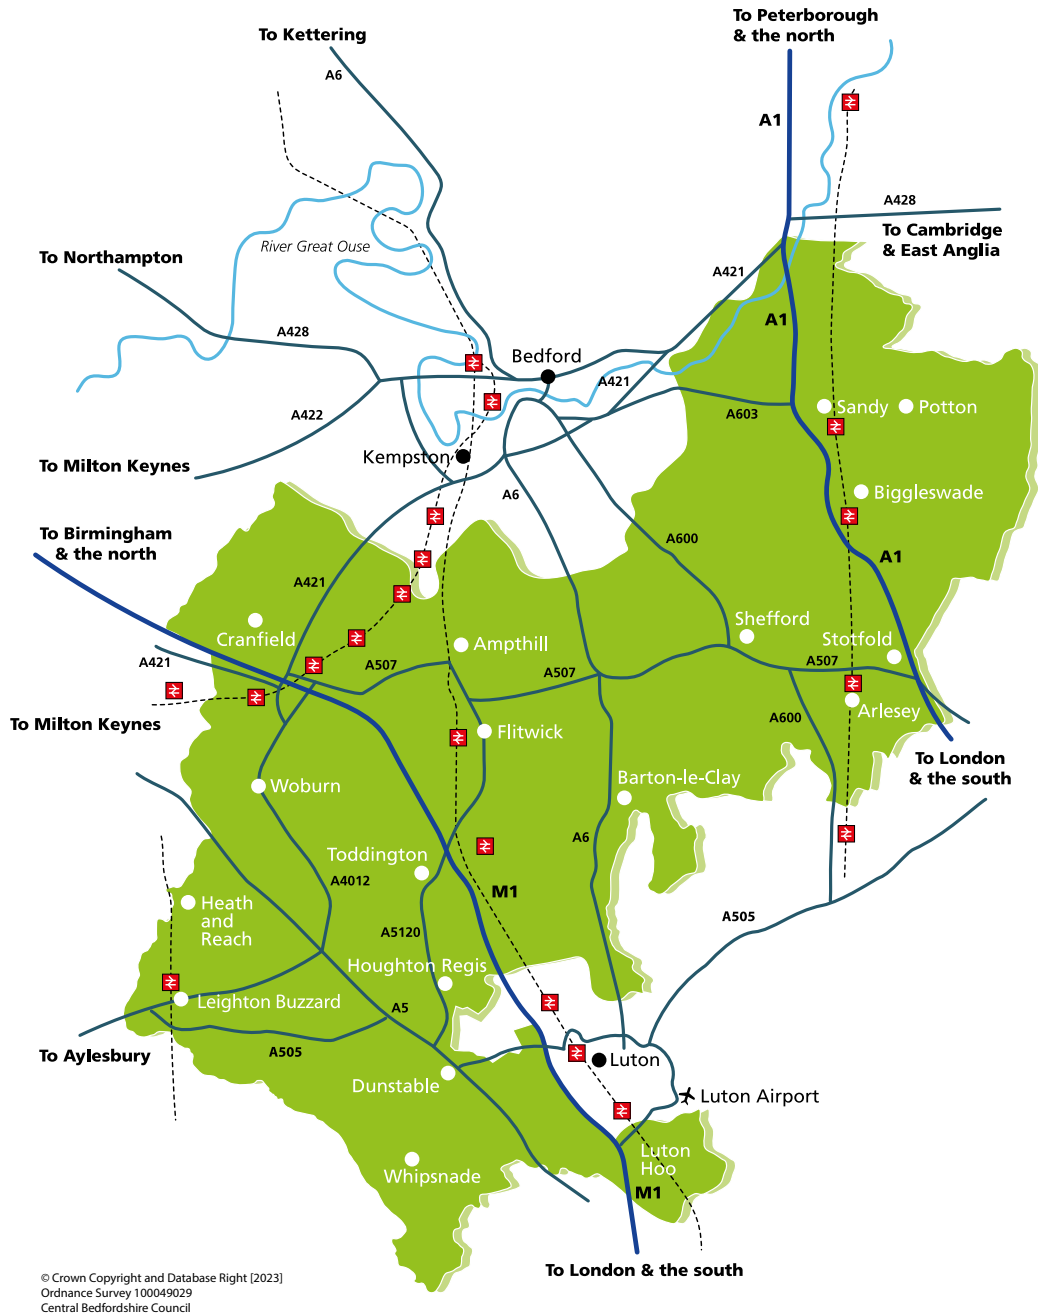 To Peterborough
& the north
To Kettering
A6
A1
A428
To Cambridge
& East Anglia
River Great Ouse
To Northampton
A421
A1
A428
Bedford
A421
A422
A603
Sandy
Potton
Kempston
To Milton Keynes
A6
Biggleswade
To Birmingham
& the north
A600
A1
A421
Cranfield
Ampthill
Shefford
Stotfold
A421
A507
A507
A507
To Milton Keynes
A600
Arlesey
Flitwick
To London
& the south
Woburn
Barton-le-Clay
A6
Toddington
A4012
M1
Heath
and
Reach
A505
A5120
Houghton Regis
Leighton Buzzard
A5
To Aylesbury
A505
Luton
Dunstable
Luton Airport
Luton
Hoo
Whipsnade
M1
To London & the south
© Crown Copyright and Database Right [2023]
Ordnance Survey 100049029
Central Bedfordshire Council